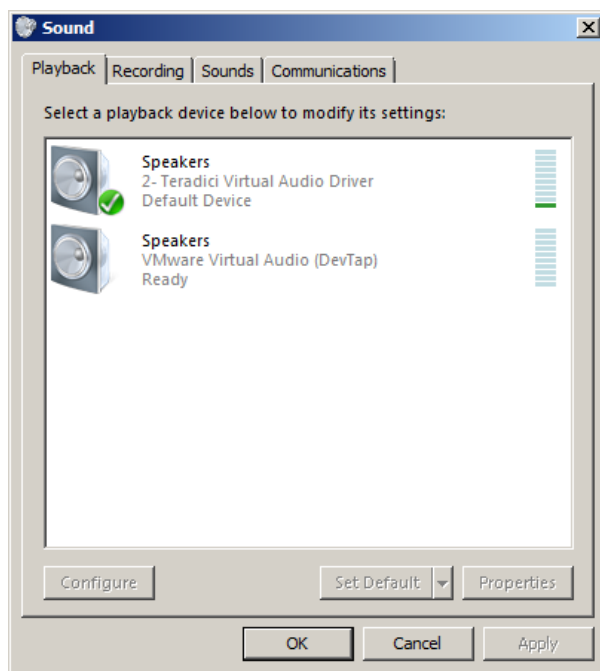 Sound
Playback Recording Sounds Communications
Select a playback device below to modify its settings:
Speakers
2- Teradici Virtual Audio Driver
Default Device
Speakers
VMware Virtual Audio (DevTap)
Ready
Configure Set Default Properties
OK Cancel Apply